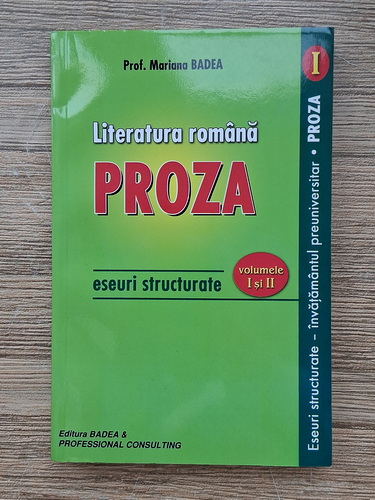 Prof. Mariana BADEA
Literatura română
PROZA
eseuri structurate
volumele
I și II
Editura BADEA &
PROFESSIONAL CONSULTING
I
Eseuri structurate – învățământul preuniversitar • PROZA